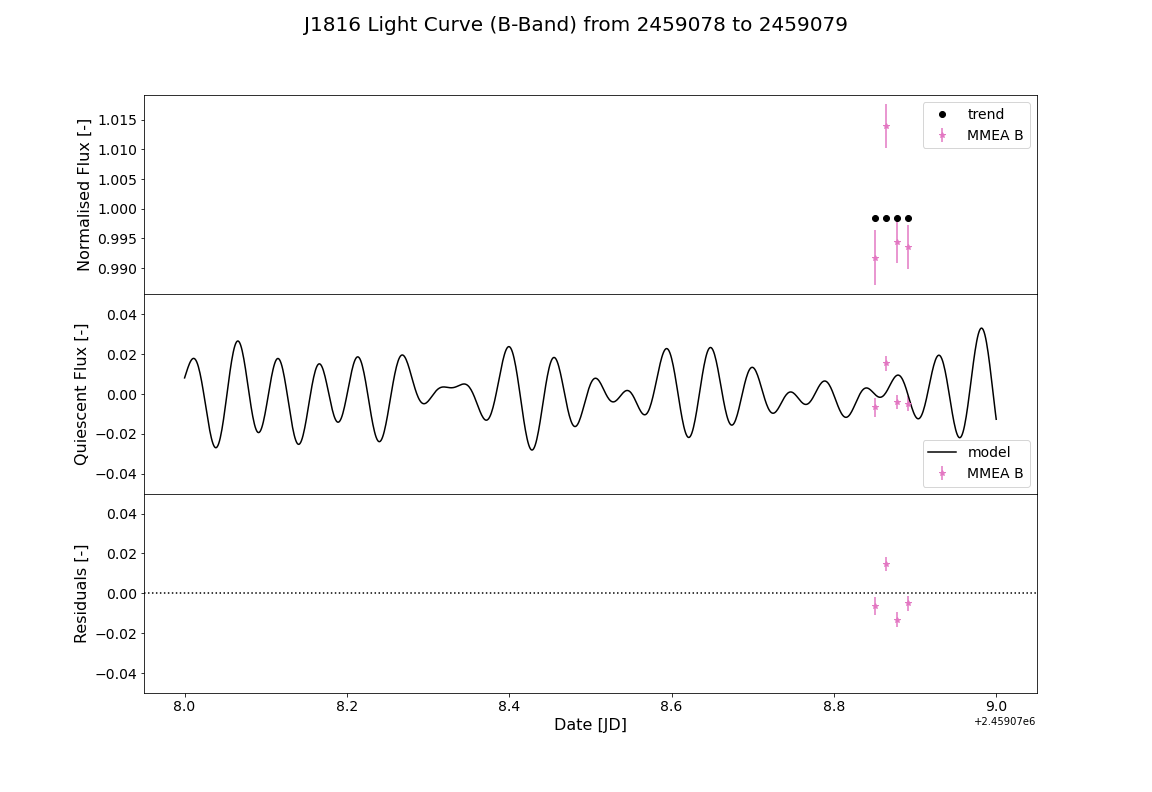 J1816 Light Curve (B-Band) from 2459078 to 2459079
Normalised Flux [-]
1.015
1.010
1.005
1.000
0.995
0.990
trend
MMEA B
Quiescent Flux [-]
0.04
0.02
0.00
−0.02
−0.04
model
MMEA B
Residuals [-]
0.04
0.02
0.00
−0.02
−0.04
8.0 8.2 8.4 8.6 8.8 9.0
Date [JD]
+2.45907e6